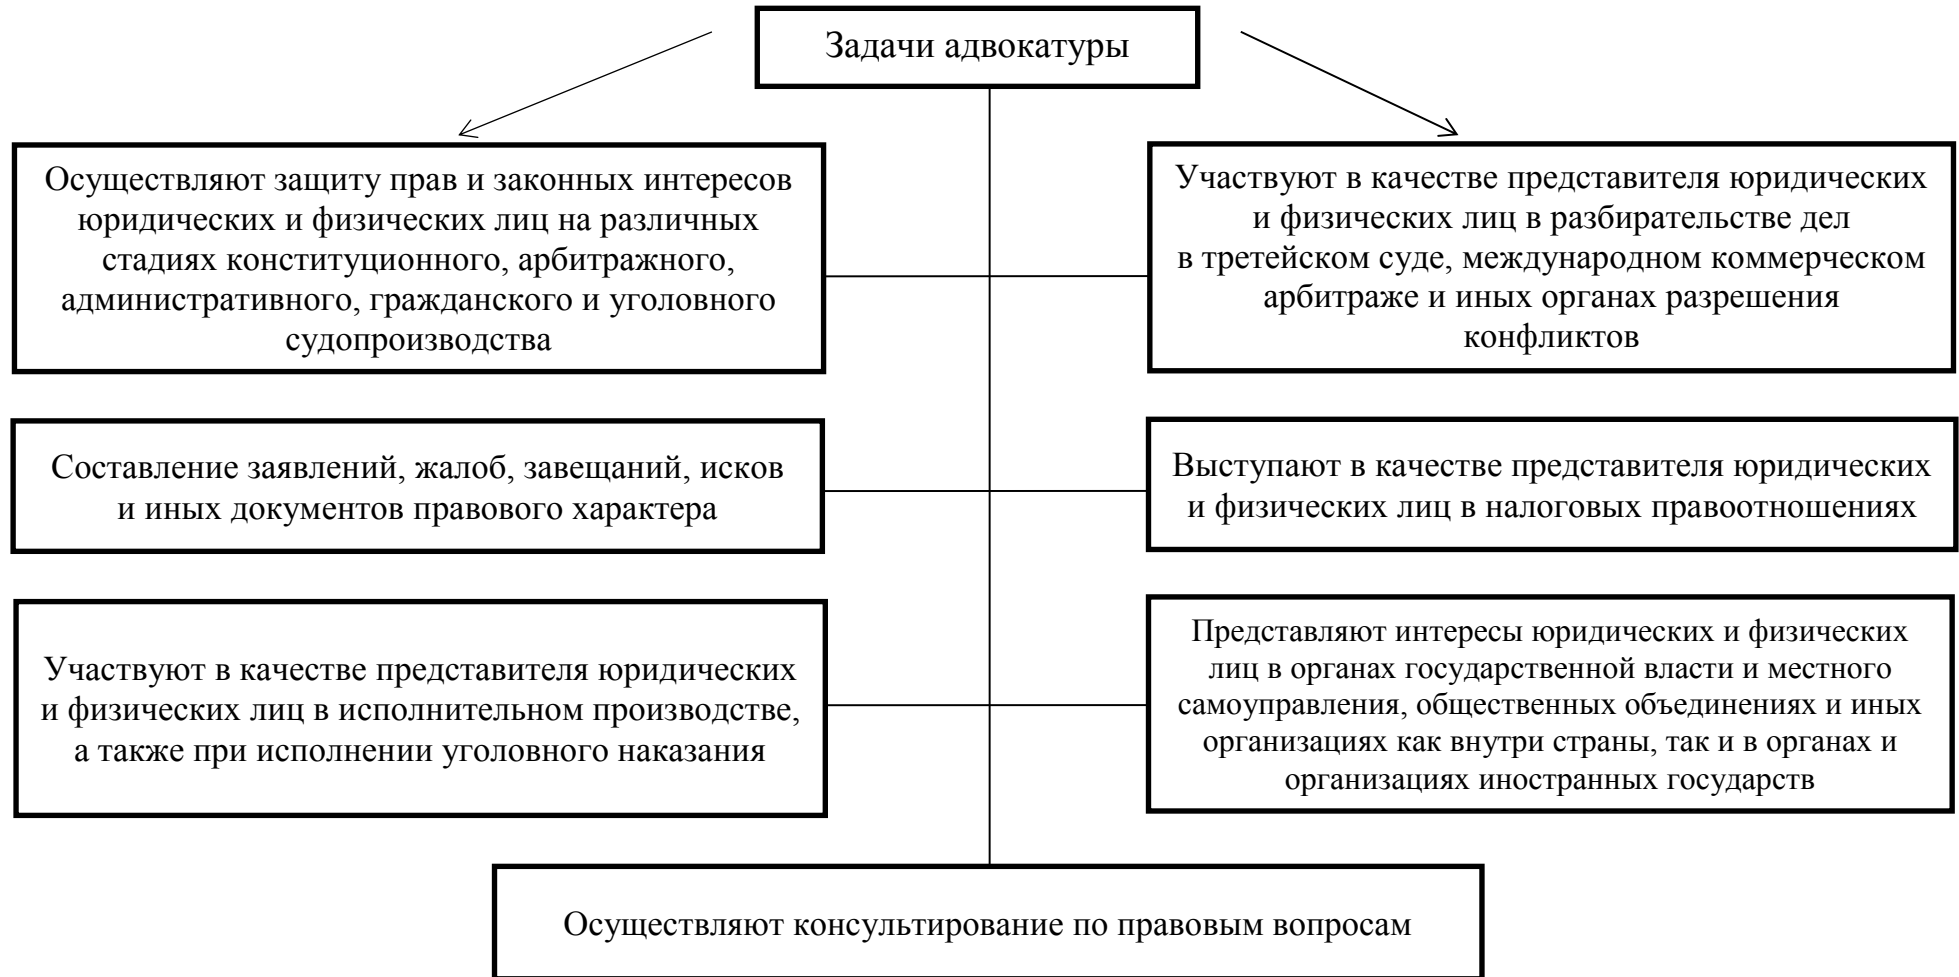 Задачи адвокатуры
Осуществляют защиту прав и законных интересов
юридических и физических лиц на различных
стадиях конституционного, арбитражного,
административного, гражданского и уголовного
судопроизводства
Участвуют в качестве представителя юридических
и физических лиц в разбирательстве дел
в третейском суде, международном коммерческом
арбитраже и иных органах разрешения
конфликтов
Составление заявлений, жалоб, завещаний, исков
и иных документов правового характера
Выступают в качестве представителя юридических
и физических лиц в налоговых правоотношениях
Участвуют в качестве представителя юридических
и физических лиц в исполнительном производстве,
а также при исполнении уголовного наказания
Представляют интересы юридических и физических
лиц в органах государственной власти и местного
самоуправления, общественных объединениях и иных
организациях как внутри страны, так и в органах и
организациях иностранных государств
Осуществляют консультирование по правовым вопросам